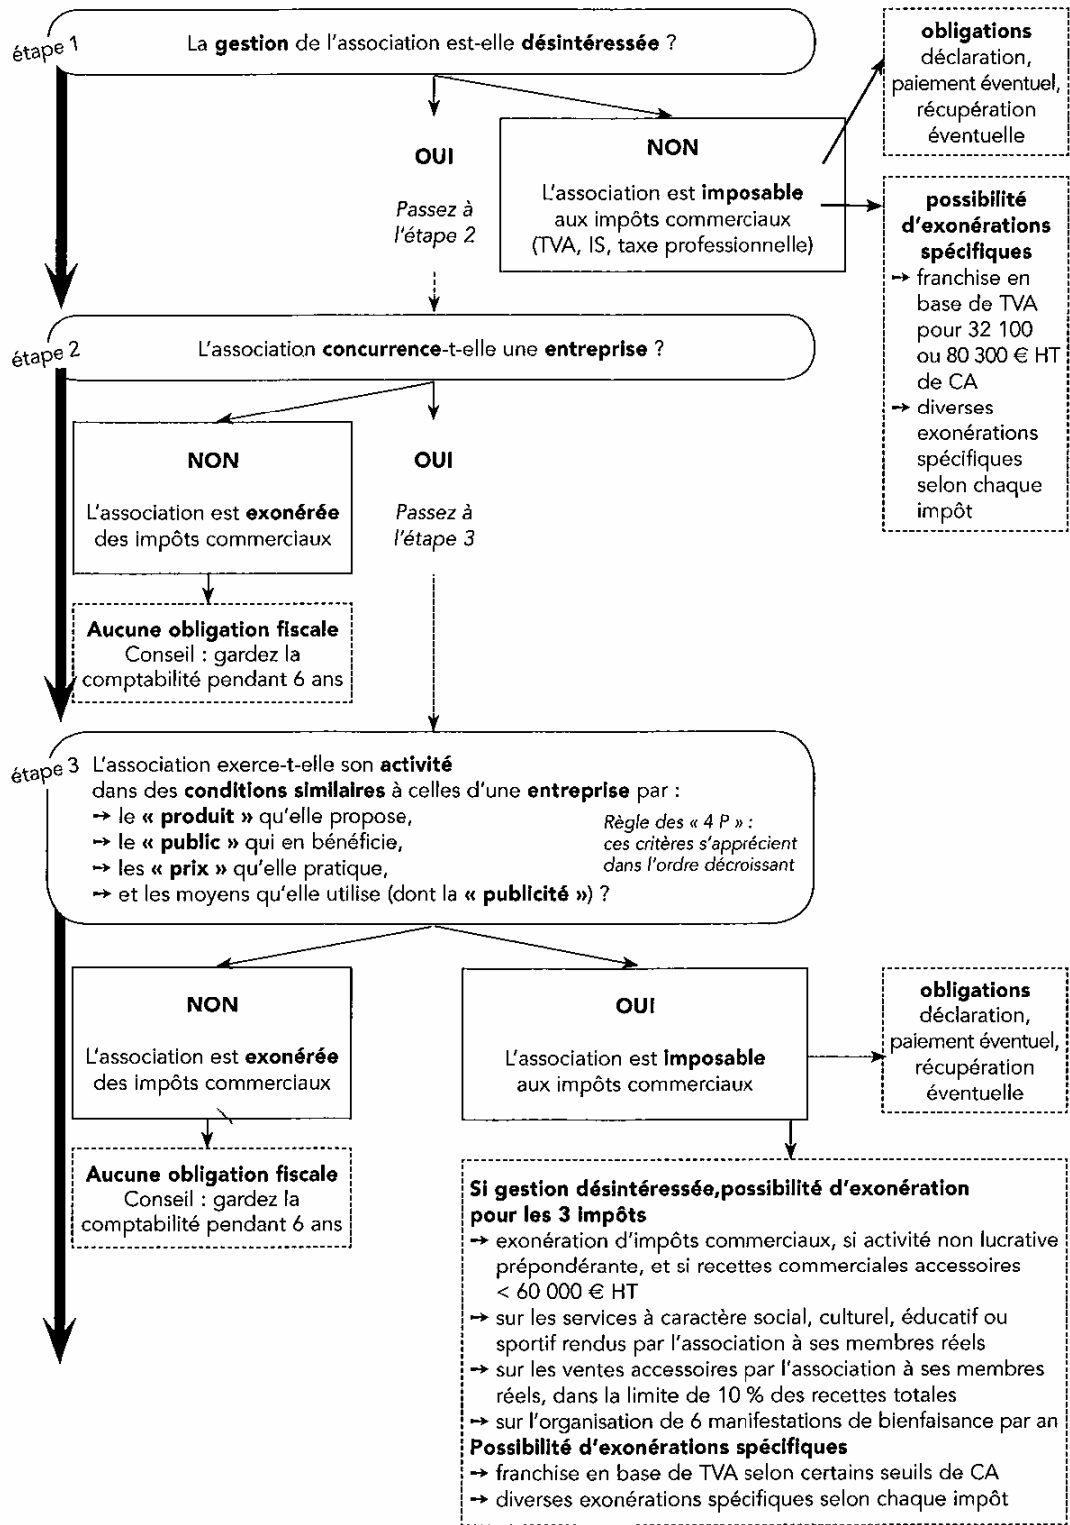 étape 1
La gestion de l'association est-elle désintéressée ?
OUI
Passez à
l'étape 2
NON
L'association est imposable
aux impôts commerciaux
(TVA, IS, taxe professionnelle)
obligations
déclaration,
paiement éventuel,
récupération
éventuelle
possibilité
d'exonérations
spécifiques
→ franchise en
base de TVA
pour 32 100
ou 80 300 € HT
de CA
→ diverses
exonérations
spécifiques
selon chaque
impôt
étape 2
L'association concurrence-t-elle une entreprise ?
NON
L'association est exonérée
des impôts commerciaux
OUI
Passez à
l'étape 3
Aucune obligation fiscale
Conseil : gardez la
comptabilité pendant 6 ans
étape 3
L'association exerce-t-elle son activité
dans des conditions similaires à celles d'une entreprise par :
→ le « produit » qu'elle propose,
→ le « public » qui en bénéficie,
→ les « prix » qu'elle pratique,
→ et les moyens qu'elle utilise (dont la « publicité ») ?
Règle des « 4 P » :
ces critères s'apprécient
dans l'ordre décroissant
NON
L'association est exonérée
des impôts commerciaux
Aucune obligation fiscale
Conseil : gardez la
comptabilité pendant 6 ans
OUI
L'association est imposable
aux impôts commerciaux
obligations
déclaration,
paiement éventuel,
récupération
éventuelle
Si gestion désintéressée,possibilité d'exonération
pour les 3 impôts
→ exonération d'impôts commerciaux, si activité non lucrative
prépondérante, et si recettes commerciales accessoires
< 60 000 € HT
→ sur les services à caractère social, culturel, éducatif ou
sportif rendus par l'association à ses membres réels
→ sur les ventes accessoires par l'association à ses membres
réels, dans la limite de 10 % des recettes totales
→ sur l'organisation de 6 manifestations de bienfaisance par an
Possibilité d'exonérations spécifiques
→ franchise en base de TVA selon certains seuils de CA
→ diverses exonérations spécifiques selon chaque impôt